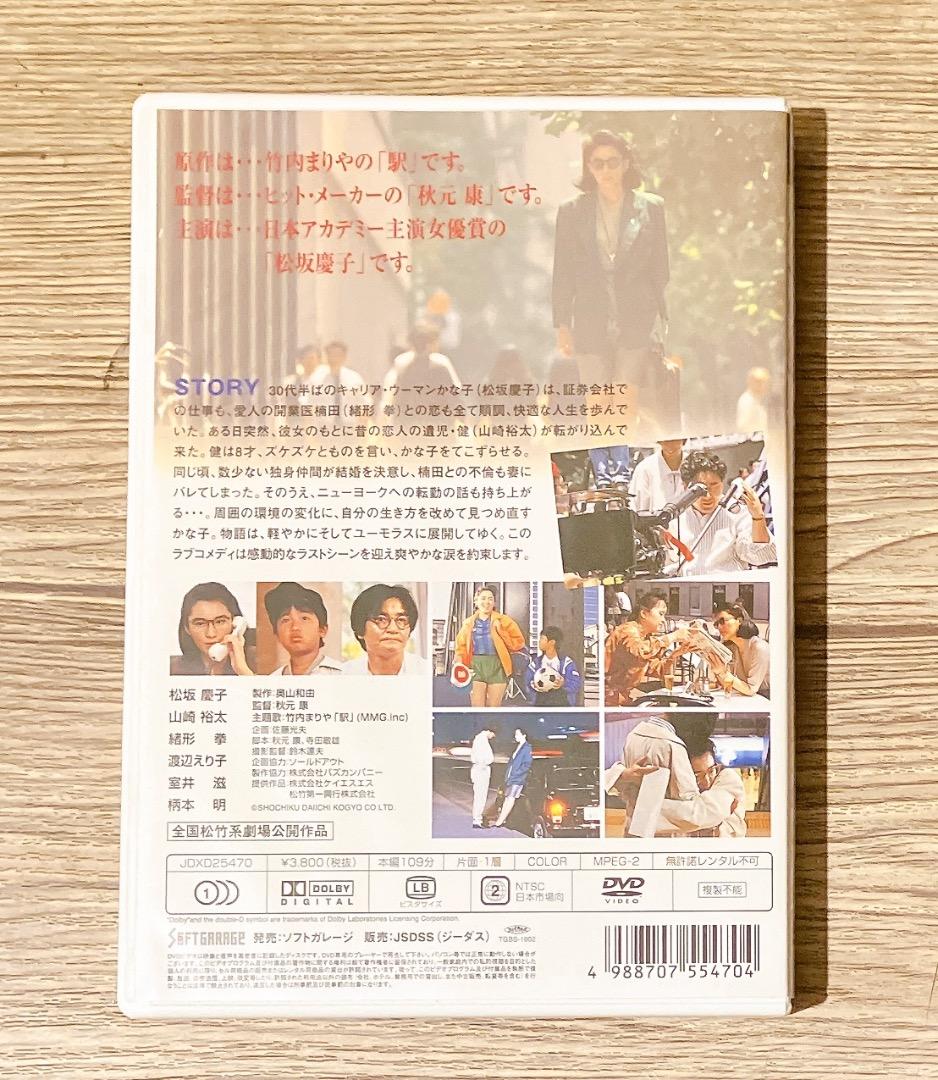 原作は・・・竹内まりやの「駅」です。
監督は・・・ヒット・メーカーの「秋元 康」です。
主演は・・・日本アカデミー主演女優賞の
「松坂慶子」です。
STORY 30代半ばのキャリア・ウーマンかな子(松坂慶子)は、証券会社で
の仕事も、愛人の開業医楠田(緒形 拳)との恋も全て順調、快適な人生を歩んで
いた。ある日突然、彼女のもとに昔の恋人の遺児・健(山崎裕太)が転がり込んで
来た。健は8才、ズケズケとものを言い、かな子をてこずらせる。
同じ頃、数少ない独身仲間が結婚を決意し、楠田との不倫も妻に
バレてしまった。そのうえ、ニューヨークへの転動の話も持ち上が
る・・・。周囲の環境の変化に、自分の生き方を改めて見つめ直す
かな子。物語は、軽やかにそしてユーモラスに展開してゆく。この
ラブコメディは感動的なラストシーンを迎え爽やかな涙を約束します。
松坂 慶子
山崎 裕太
緒形 拳
渡辺えり子
室井 滋
柄本 明
製作:奥山和由
監督:秋元 康
主題歌:竹内まりや「駅」(MMG.inc)
企画:佐藤光夫
脚本:秋元 康、寺田敏雄
撮影監督:鈴木達夫
企画協力:ソールドアウト
製作協力:株式会社バズカンパニー
提供作品:株式会社ケイエスエス
松竹第一興行株式会社
©SHOCHIKU DAIICHI KOGYO CO LTD.
全国松竹系劇場公開作品
JDXD25470 ¥3,800(税抜) 本編109分 片面・1層 COLOR MPEG-2 無許諾レンタル不可
1 DOLBY DIGITAL LB ビスタサイズ 2 NTSC 日本市場向 DVD VIDEO 複製不能
"Dolby"and the double-D symbol are trademarks of Dolby Laboratories Licensing Corporation.
SOFTGARAGE 発売:ソフトガレージ 販売:JSDSS(ジーダス) TGBS-1902
4 988707 554704